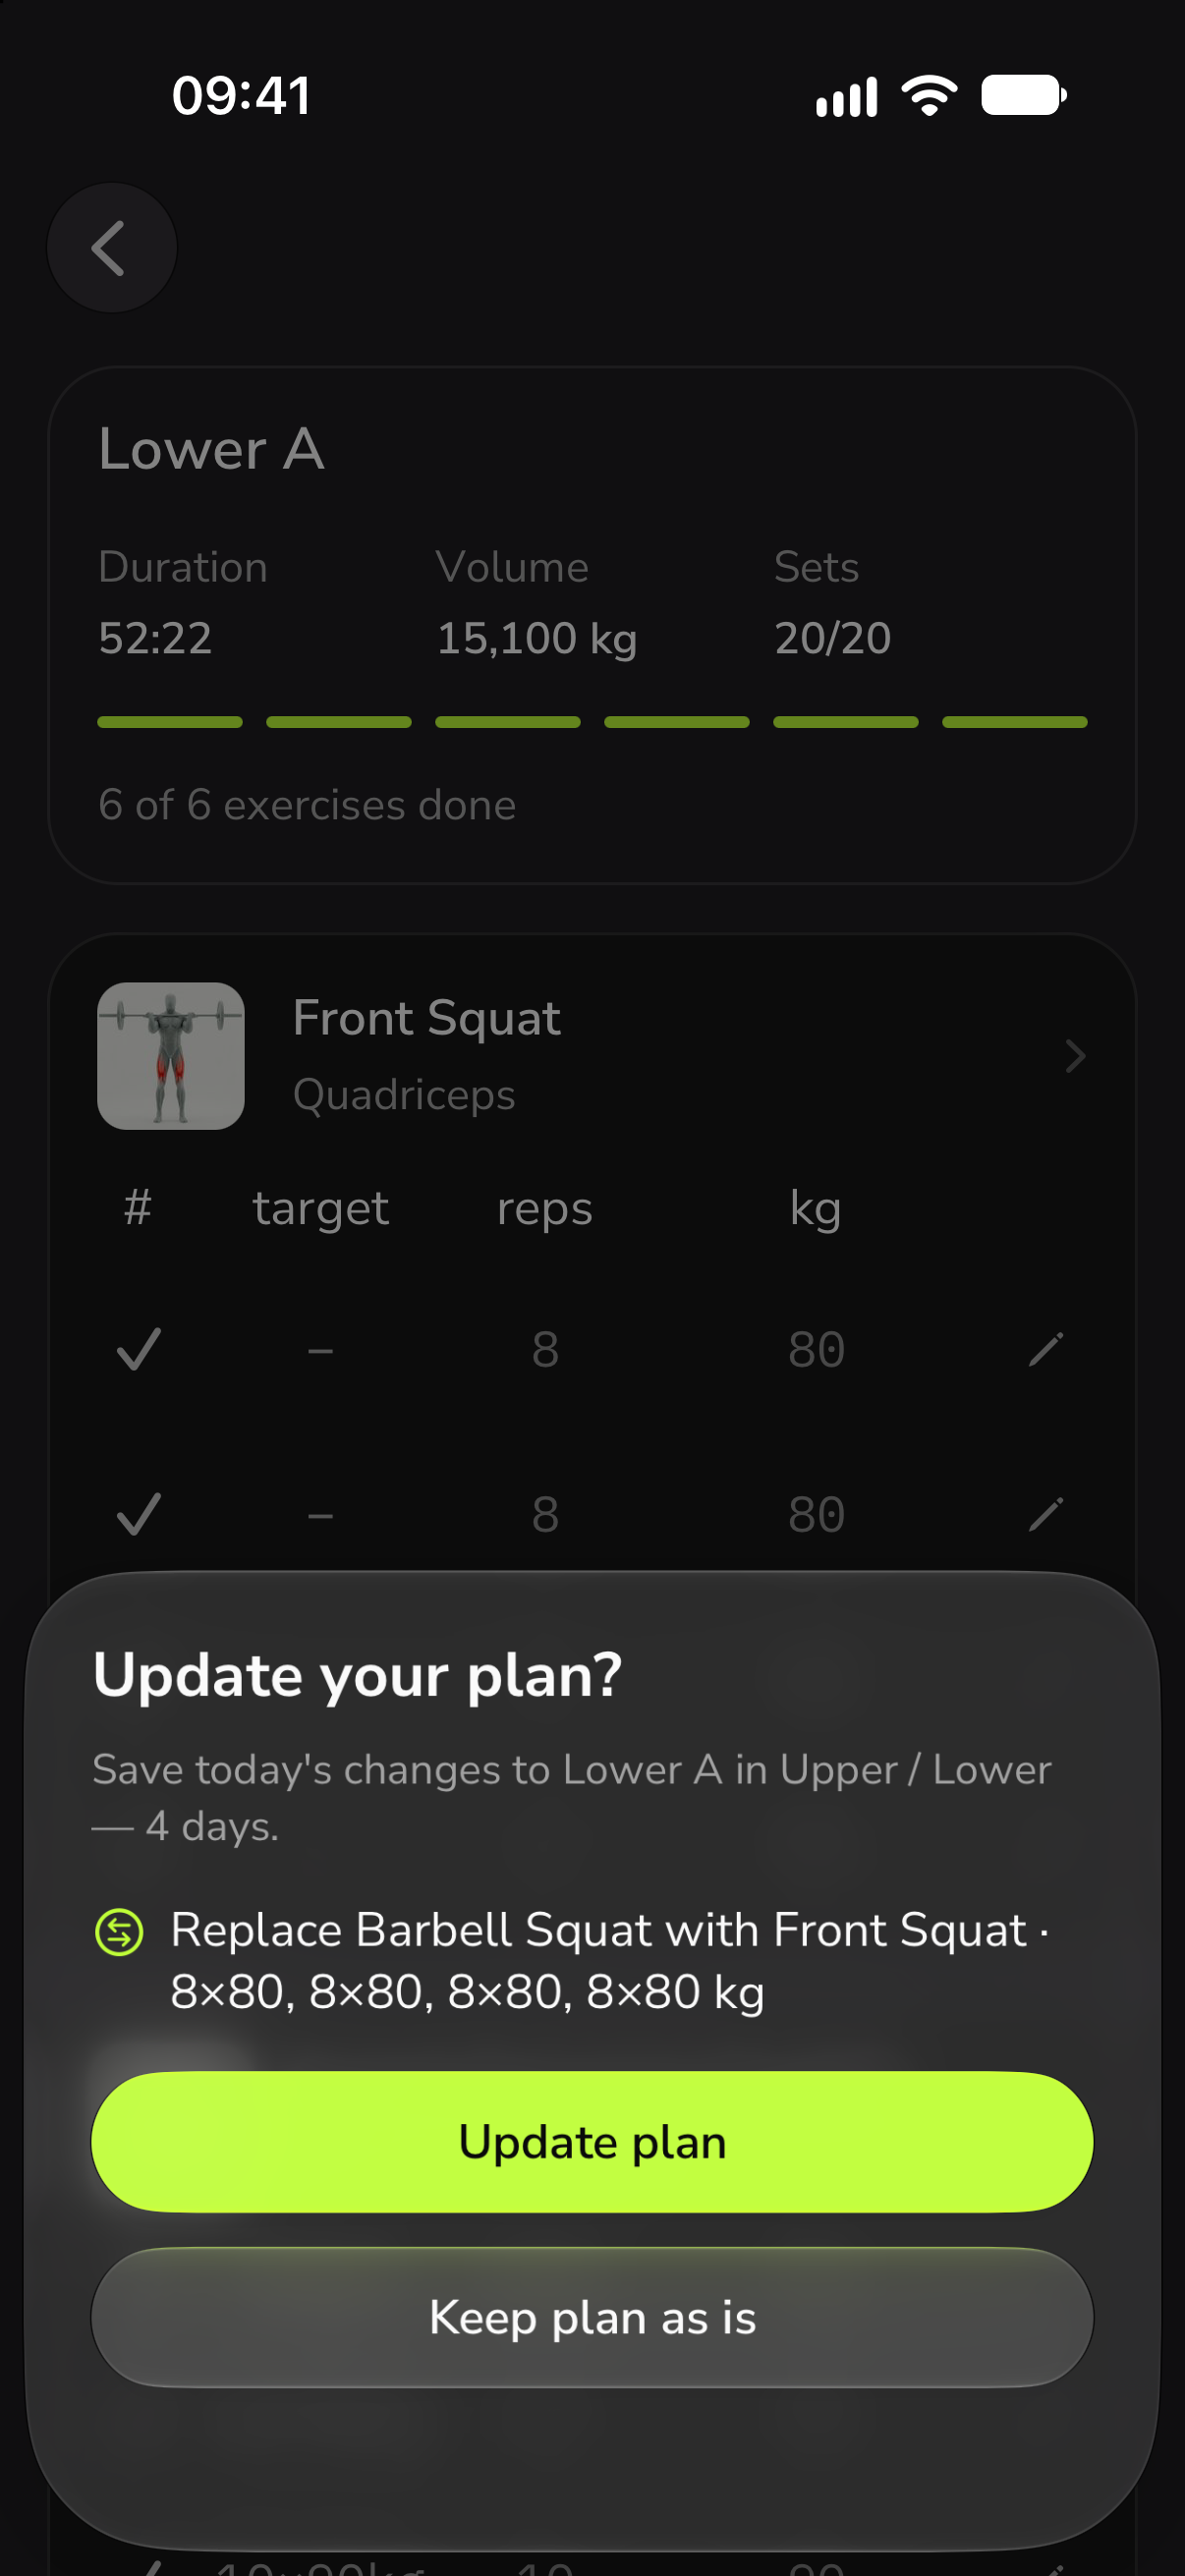 09:41
Lower A
Duration Volume Sets
52:22 15,100 kg 20/20
6 of 6 exercises done
Front Squat
Quadriceps
# target reps kg
– 8 80
– 8 80
Update your plan?
Save today's changes to Lower A in Upper / Lower
— 4 days.
Replace Barbell Squat with Front Squat ·
8×80, 8×80, 8×80, 8×80 kg
Update plan
Keep plan as is